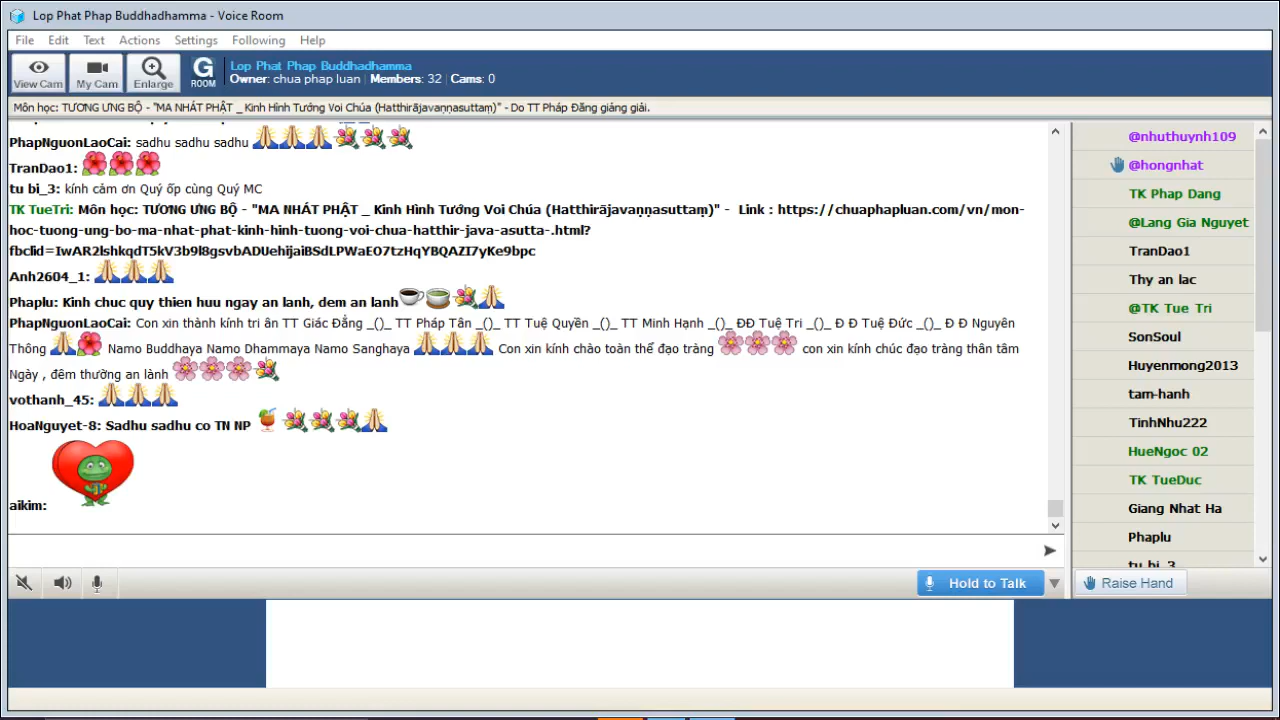 Lop Phat Phap Buddhadhamma - Voice Room
File Edit Text Actions Settings Following Help
View Cam My Cam Enlarge G ROOM
Lop Phat Phap Buddhadhamma
Owner: chua phap luan | Members: 32 | Cams: 0
Môn học: TƯƠNG ƯNG BỘ - "MA NHÁT PHẬT _ Kinh Hình Tướng Voi Chúa (Hatthirājavaṇṇasuttaṃ)" - Do TT Pháp Đăng giảng giải.
PhapNguonLaoCai: sadhu sadhu sadhu
TranDao1:
tu bi_3: kính cảm ơn Quý ốp cùng Quý MC
TK TueTri: Môn học: TƯƠNG ƯNG BỘ - "MA NHÁT PHẬT _ Kinh Hình Tướng Voi Chúa (Hatthirājavaṇṇasuttaṃ)" - Link : https://chuaphapluan.com/vn/mon-
hoc-tuong-ung-bo-ma-nhat-phat-kinh-hinh-tuong-voi-chua-hatthir-java-asutta-.html?
fbclid=IwAR2lshkqdT5kV3b9l8gsvbADUehijaiBSdLPWaEO7tzHqYBQAZI7yKe9bpc
Anh2604_1:
Phaplu: Kinh chuc quy thien huu ngay an lanh, dem an lanh
PhapNguonLaoCai: Con xin thành kính tri ân TT Giác Đẳng _()_ TT Pháp Tân _()_ TT Tuệ Quyền _()_ TT Minh Hạnh _()_ ĐĐ Tuệ Tri _()_ Đ Đ Tuệ Đức _()_ Đ Đ Nguyên
Thông Namo Buddhaya Namo Dhammaya Namo Sanghaya Con xin kính chào toàn thể đạo tràng con xin kính chúc đạo tràng thân tâm
Ngày , đêm thường an lành
vothanh_45:
HoaNguyet-8: Sadhu sadhu co TN NP
aikim:
@nhuthuynh109
@hongnhat
TK Phap Dang
@Lang Gia Nguyet
TranDao1
Thy an lac
@TK Tue Tri
SonSoul
Huyenmong2013
tam-hanh
TinhNhu222
HueNgoc 02
TK TueDuc
Giang Nhat Ha
Phaplu
tu bi_3
Hold to Talk
Raise Hand